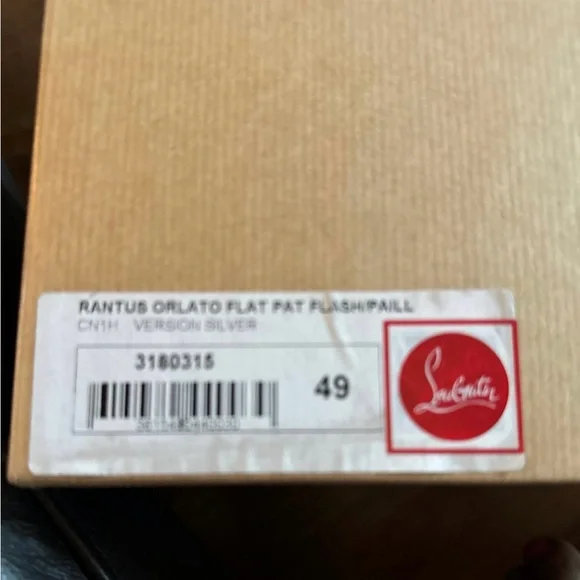 RANTUS ORLATO FLAT PAT FLASH/PAILL
CN1H VERSION SILVER
3180315
49
Louboutin